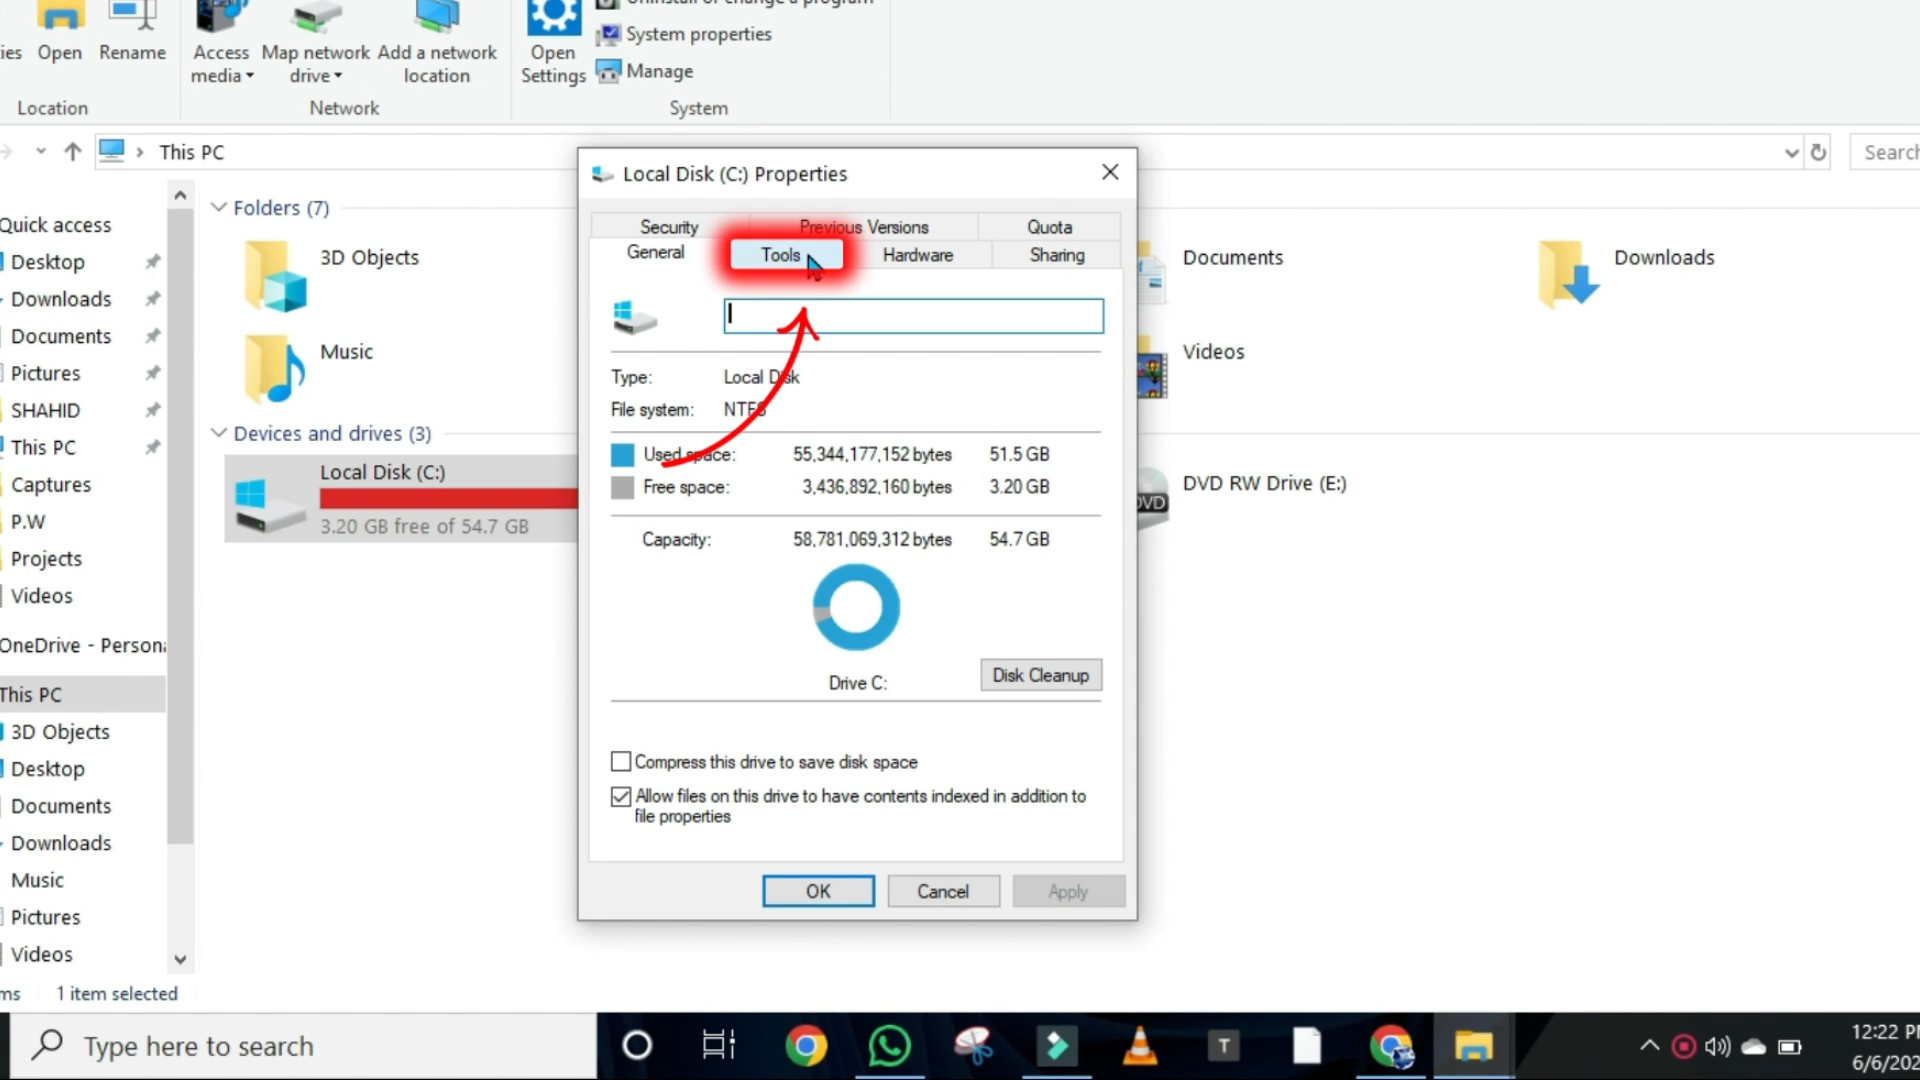 Uninstall or change a program
Open
Rename
Access
media
Map network
drive
Add a network
location
Open
Settings
System properties
Manage
Location
Network
System
This PC
Search
Local Disk (C:) Properties
Security
Previous Versions
Quota
General
Tools
Hardware
Sharing
Type:
Local Disk
File system:
NTFS
Used space:
55,344,177,152 bytes
51.5 GB
Free space:
3,436,892,160 bytes
3.20 GB
Capacity:
58,781,069,312 bytes
54.7 GB
Drive C:
Disk Cleanup
Compress this drive to save disk space
Allow files on this drive to have contents indexed in addition to
file properties
OK
Cancel
Apply
Quick access
Desktop
Downloads
Documents
Pictures
SHAHID
This PC
Captures
P.W
Projects
Videos
OneDrive - Persona
This PC
3D Objects
Desktop
Documents
Downloads
Music
Pictures
Videos
Folders (7)
3D Objects
Music
Documents
Downloads
Videos
Devices and drives (3)
Local Disk (C:)
3.20 GB free of 54.7 GB
DVD
DVD RW Drive (E:)
1 item selected
Type here to search
T
12:22 PM
6/6/202